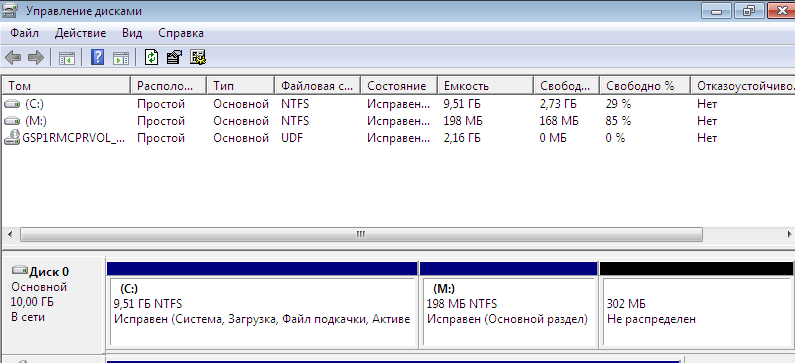 Управление дисками
Файл Действие Вид Справка
Том Располо... Тип Файловая с... Состояние Емкость Свобод... Свободно % Отказоустойчиво.
(C:) Простой Основной NTFS Исправен... 9,51 ГБ 2,73 ГБ 29 % Нет
(M:) Простой Основной NTFS Исправен... 198 МБ 168 МБ 85 % Нет
GSP1RMCPRVOL_... Простой Основной UDF Исправен... 2,16 ГБ 0 МБ 0 % Нет
Диск 0
Основной
10,00 ГБ
В сети
(C:)
9,51 ГБ NTFS
Исправен (Система, Загрузка, Файл подкачки, Активе
(M:)
198 МБ NTFS
Исправен (Основной раздел)
302 МБ
Не распределен